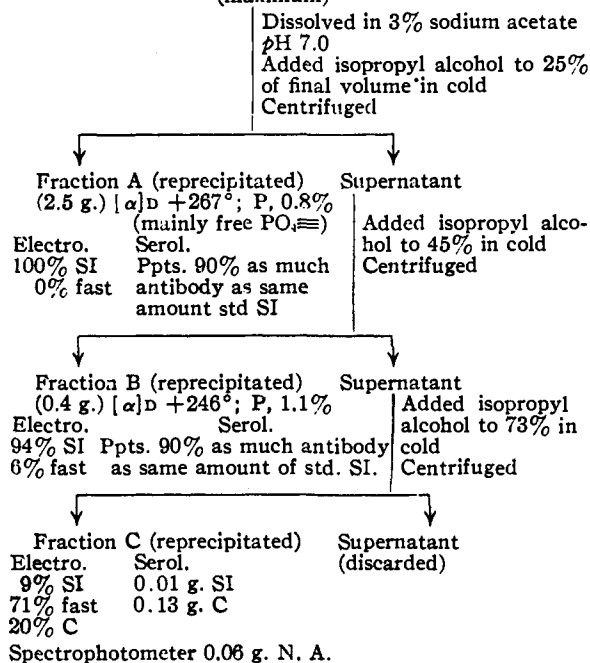 (maximum)
Dissolved in 3% sodium acetate
pH 7.0
Added isopropyl alcohol to 25%
of final volume in cold
Centrifuged
Fraction A (reprecipitated)
(2.5 g.) [α]D +267°; P, 0.8%
(mainly free PO₄≡)
Electro. Serol.
100% SI Ppts. 90% as much
0% fast antibody as same
amount std SI
Supernatant
Added isopropyl alco-
hol to 45% in cold
Centrifuged
Fraction B (reprecipitated)
(0.4 g.) [α]D +246°; P, 1.1%
Electro. Serol.
94% SI Ppts. 90% as much antibody
6% fast as same amount of std. SI.
Supernatant
Added isopropyl
alcohol to 73% in
cold
Centrifuged
Fraction C (reprecipitated)
Electro. Serol.
9% SI 0.01 g. SI
71% fast 0.13 g. C
20% C
Spectrophotometer 0.06 g. N. A.
Supernatant
(discarded)